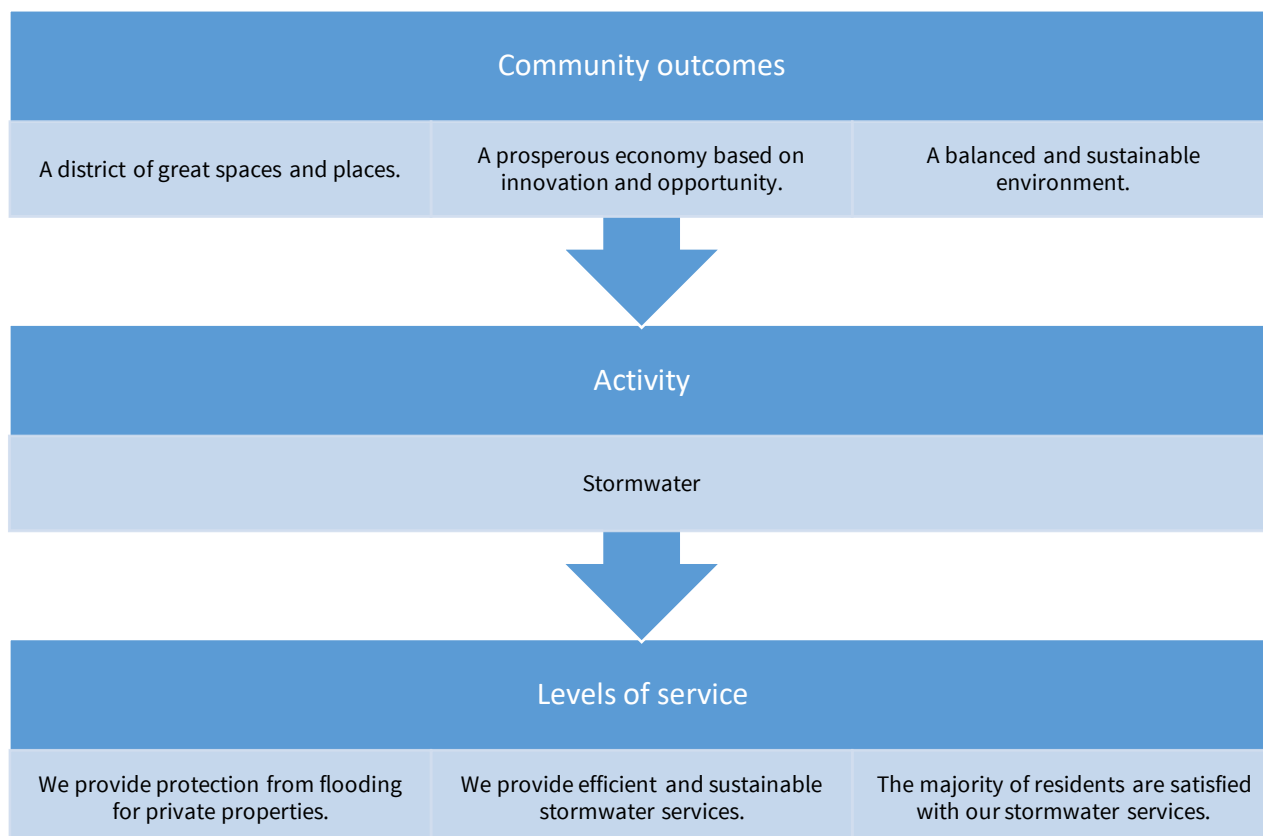 Community outcomes
A district of great spaces and places.
A prosperous economy based on
innovation and opportunity.
A balanced and sustainable
environment.
Activity
Stormwater
Levels of service
We provide protection from flooding
for private properties.
We provide efficient and sustainable
stormwater services.
The majority of residents are satisfied
with our stormwater services.